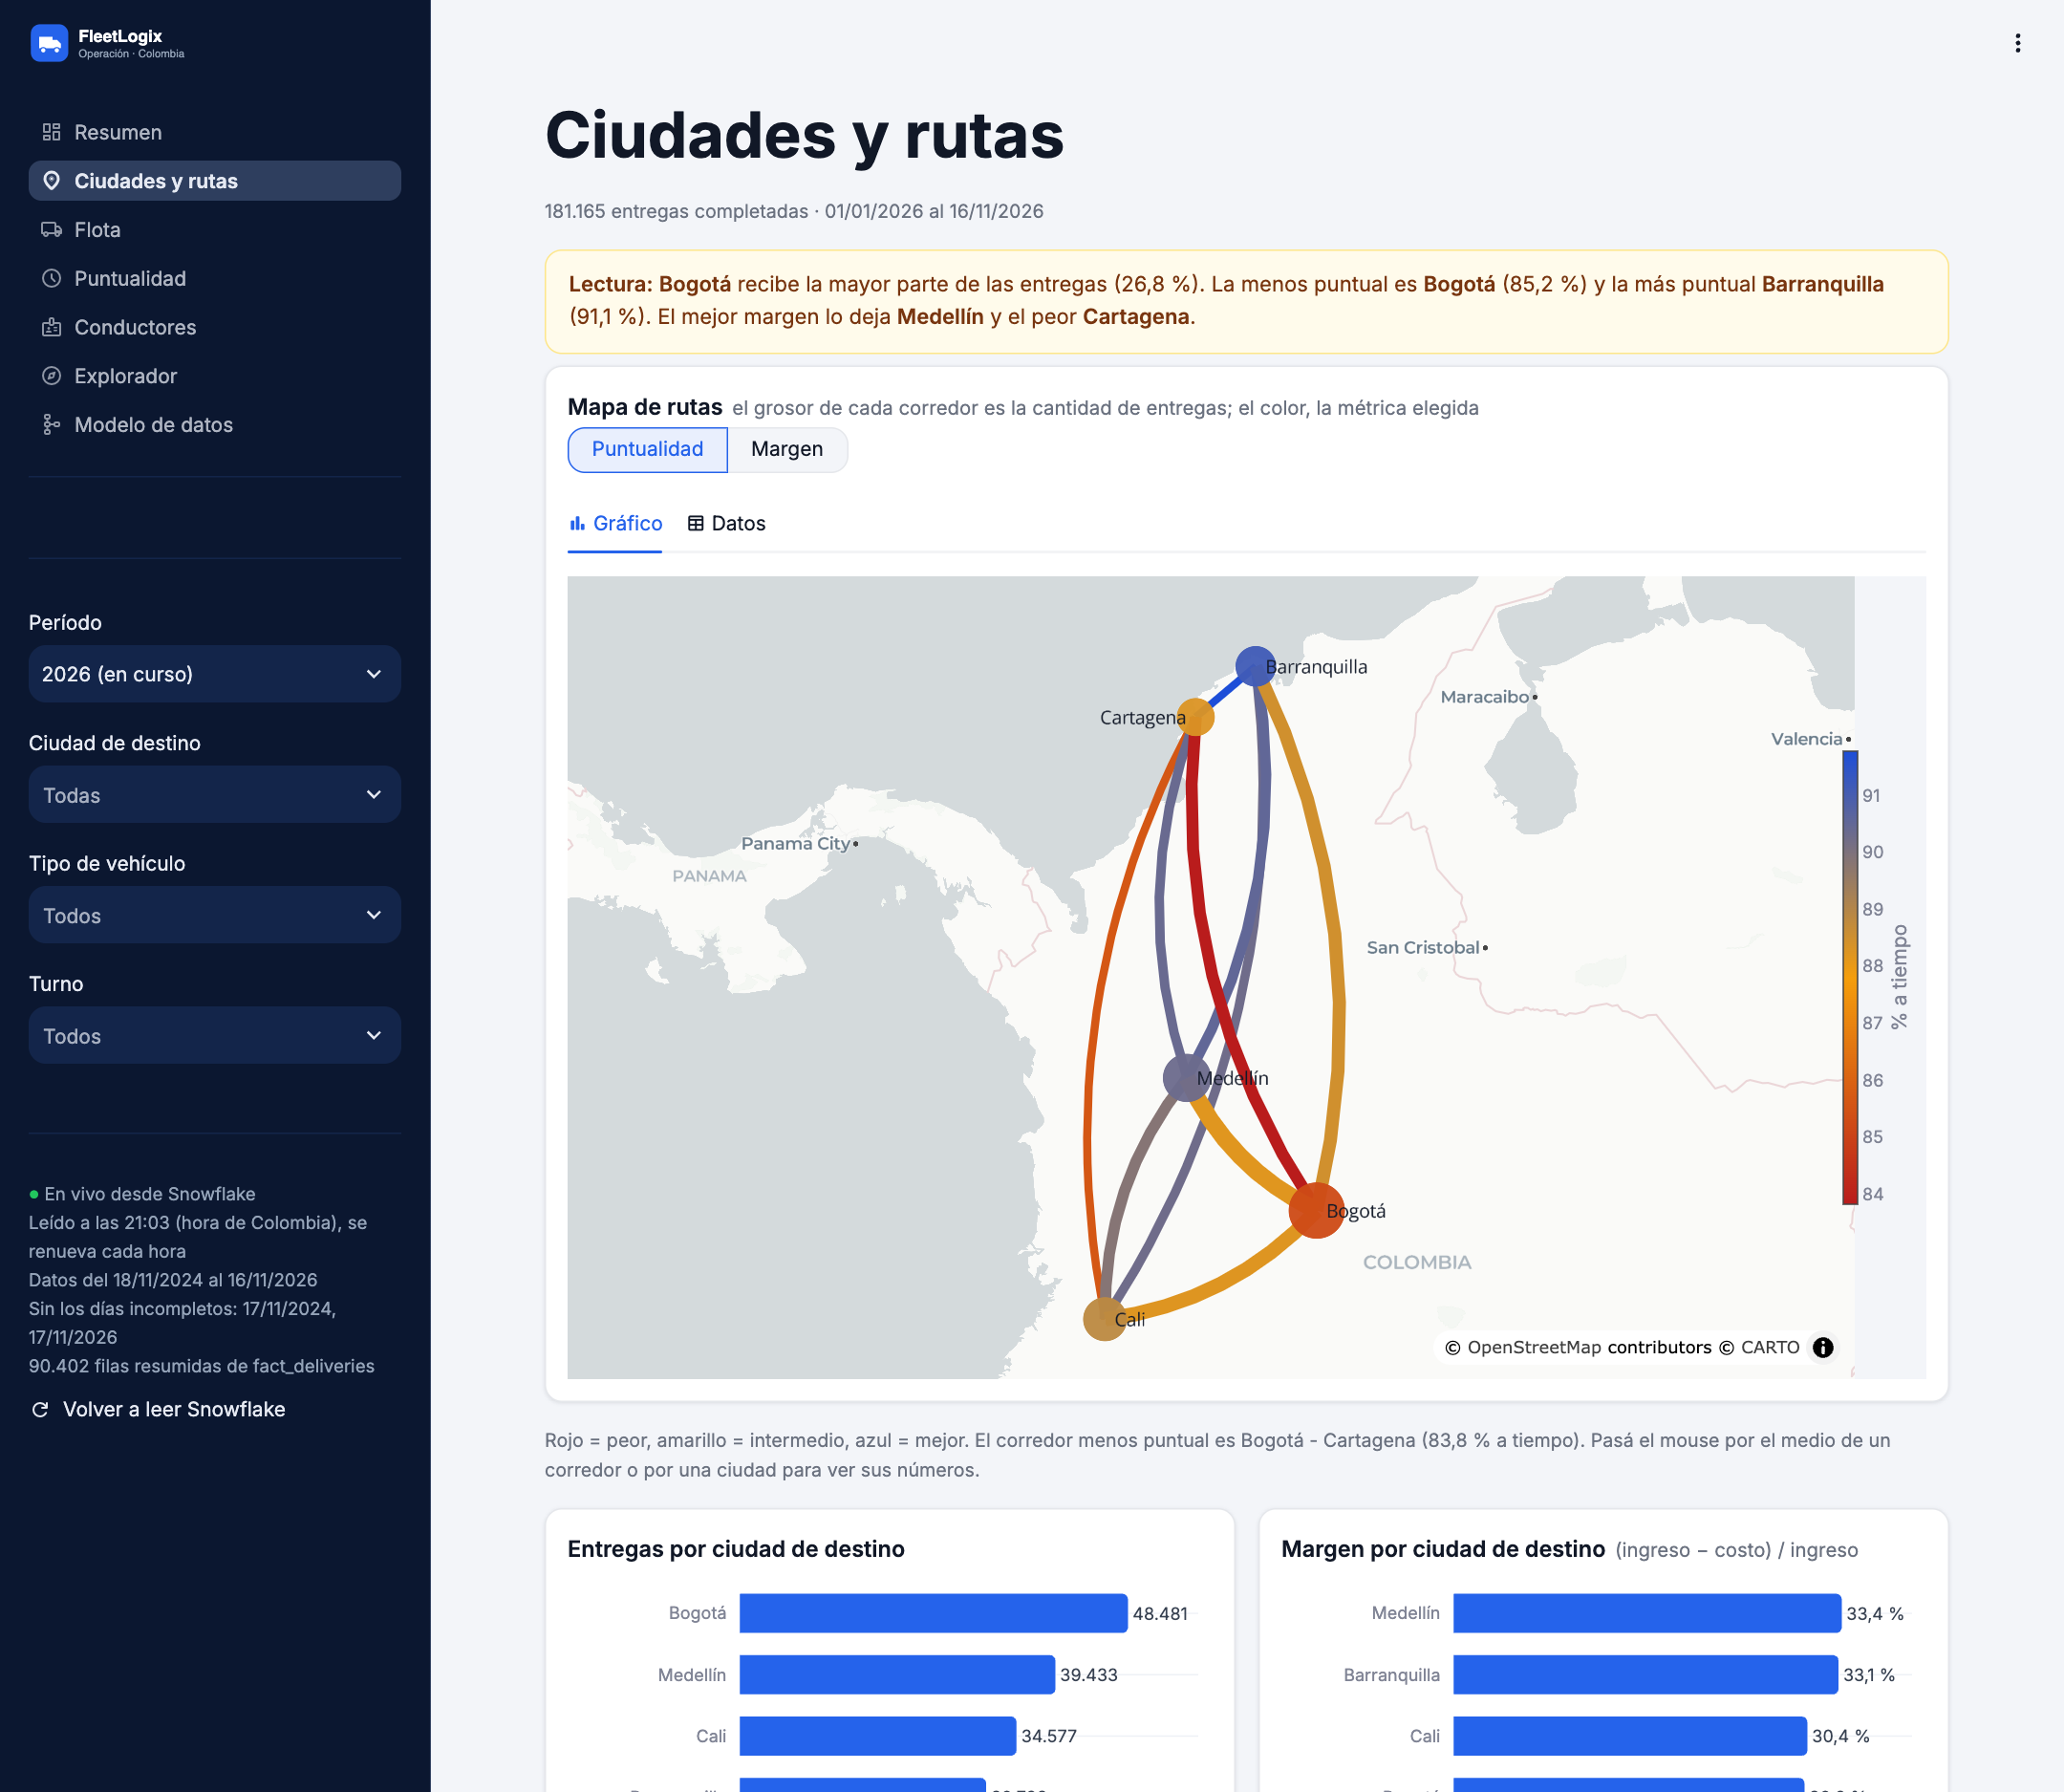 FleetLogix
Operación · Colombia
Resumen
Ciudades y rutas
Flota
Puntualidad
Conductores
Explorador
Modelo de datos
Período
2026 (en curso)
Ciudad de destino
Todas
Tipo de vehículo
Todos
Turno
Todos
En vivo desde Snowflake
Leído a las 21:03 (hora de Colombia), se
renueva cada hora
Datos del 18/11/2024 al 16/11/2026
Sin los días incompletos: 17/11/2024,
17/11/2026
90.402 filas resumidas de fact_deliveries
Volver a leer Snowflake
Ciudades y rutas
181.165 entregas completadas · 01/01/2026 al 16/11/2026
Lectura: Bogotá recibe la mayor parte de las entregas (26,8 %). La menos puntual es Bogotá (85,2 %) y la más puntual Barranquilla
(91,1 %). El mejor margen lo deja Medellín y el peor Cartagena.
Mapa de rutas el grosor de cada corredor es la cantidad de entregas; el color, la métrica elegida
Puntualidad Margen
Gráfico Datos
Barranquilla
Maracaibo
Cartagena
Valencia
91
Panama City
90
PANAMA
89
San Cristobal
88
% a tiempo
87
Medellín
86
85
84
Bogotá
COLOMBIA
Cali
© OpenStreetMap contributors © CARTO
Rojo = peor, amarillo = intermedio, azul = mejor. El corredor menos puntual es Bogotá - Cartagena (83,8 % a tiempo). Pasá el mouse por el medio de un
corredor o por una ciudad para ver sus números.
Entregas por ciudad de destino
Bogotá 48.481
Medellín 39.433
Cali 34.577
Margen por ciudad de destino (ingreso − costo) / ingreso
Medellín 33,4 %
Barranquilla 33,1 %
Cali 30,4 %